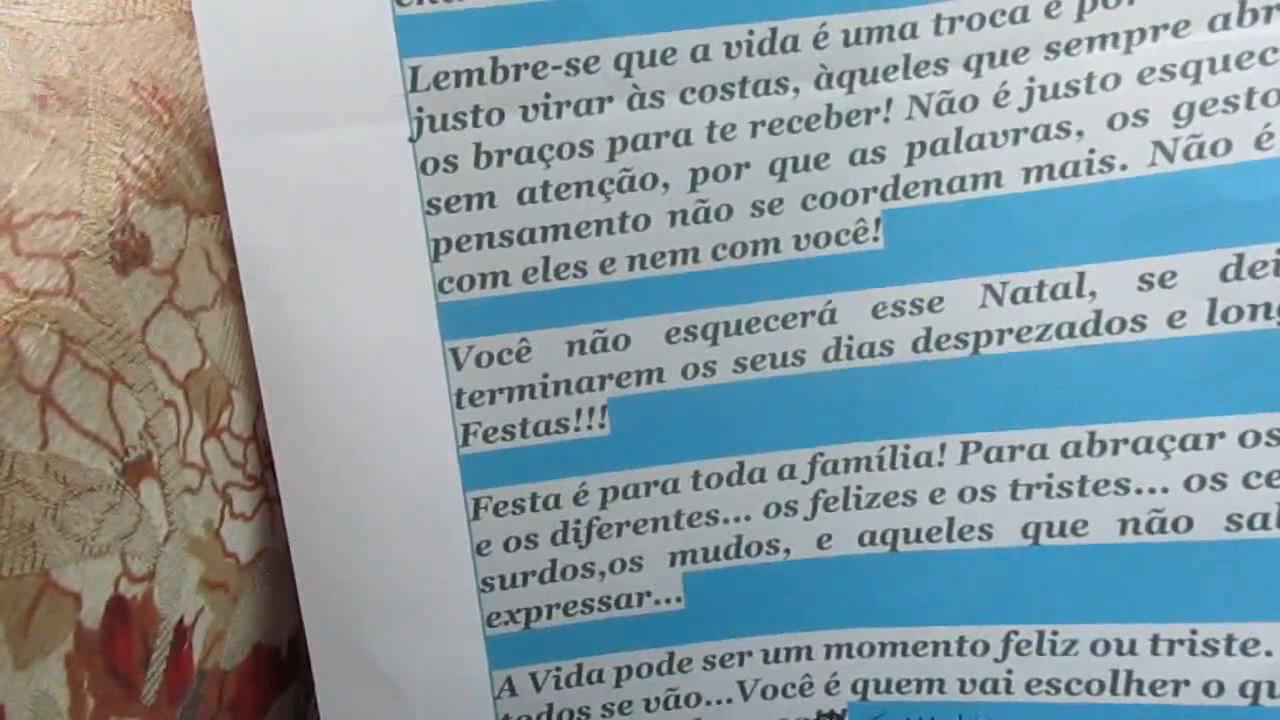 Lembre-se que a vida é uma troca e
justo virar às costas, àqueles que sempre abr
os braços para te receber! Não é justo esquec
sem atenção, por que as palavras, os gesto
pensamento não se coordenam mais. Não é
com eles e nem com você!
Você não esquecerá esse Natal, se dei
terminarem os seus dias desprezados e long
Festas!!!
Festa é para toda a família! Para abraçar os
e os diferentes... os felizes e os tristes... os ce
surdos,os mudos, e aqueles que não sal
expressar...
A Vida pode ser um momento feliz ou triste.
todos se vão...Você é quem vai escolher o qu